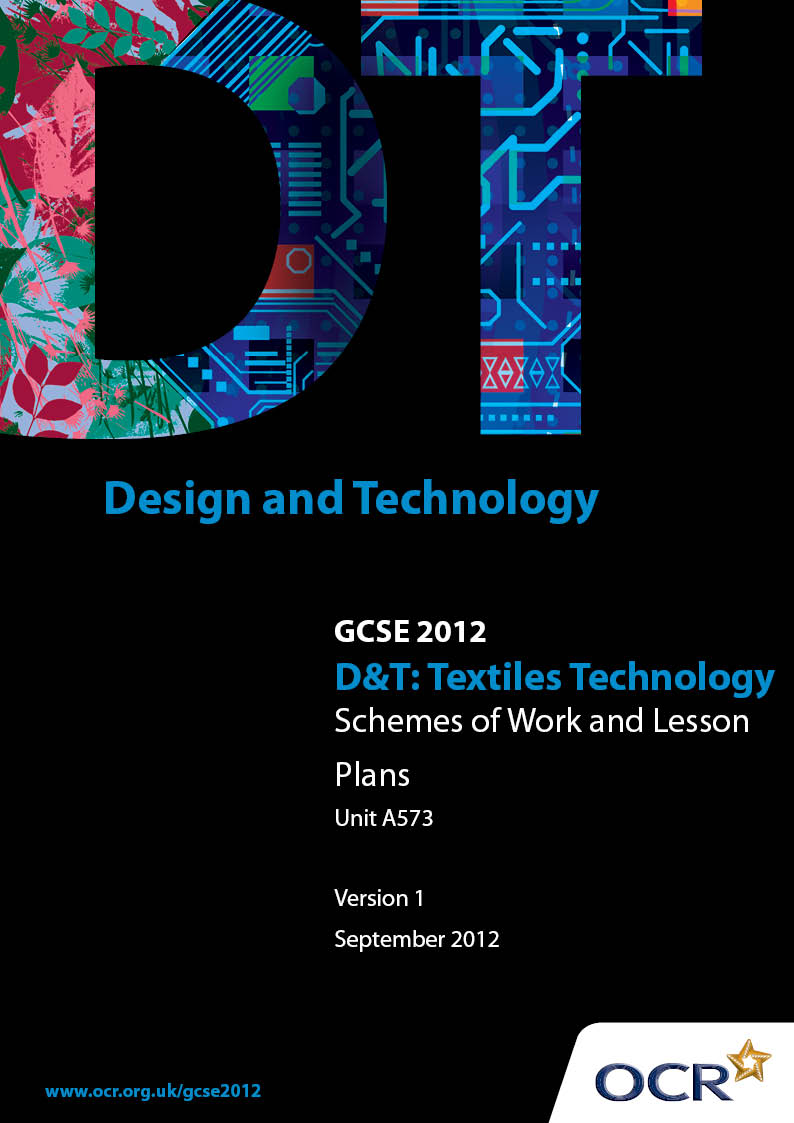 DT
Design and Technology
GCSE 2012
D&T: Textiles Technology
Schemes of Work and Lesson
Plans
Unit A573
Version 1
September 2012
www.ocr.org.uk/gcse2012
OCR